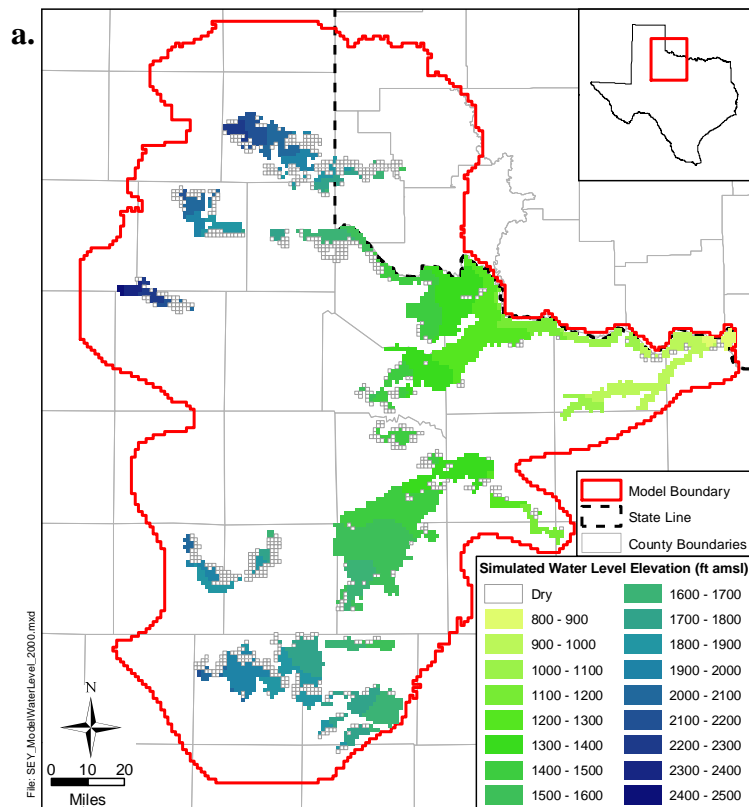 a.
Model Boundary
State Line
County Boundaries
Simulated Water Level Elevation (ft amsl)
Dry
800 - 900
900 - 1000
1000 - 1100
1100 - 1200
1200 - 1300
1300 - 1400
1400 - 1500
1500 - 1600
1600 - 1700
1700 - 1800
1800 - 1900
1900 - 2000
2000 - 2100
2100 - 2200
2200 - 2300
2300 - 2400
2400 - 2500
File: SEY_ModelWaterLevel_2000.mxd
N
0 10 20
Miles